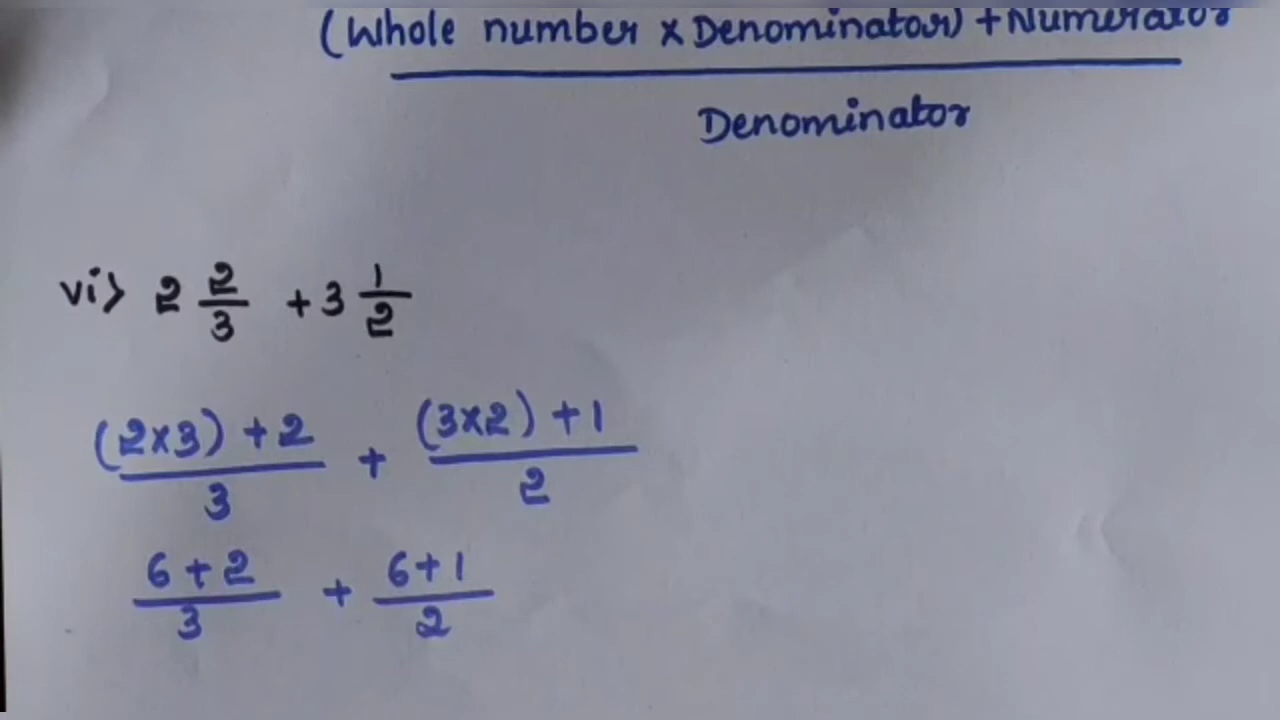 (Whole number x Denominator) + Numerator
Denominator
vi) 2 2/3 + 3 1/2
(2x3) + 2 / 3 + (3x2) + 1 / 2
6 + 2 / 3 + 6 + 1 / 2